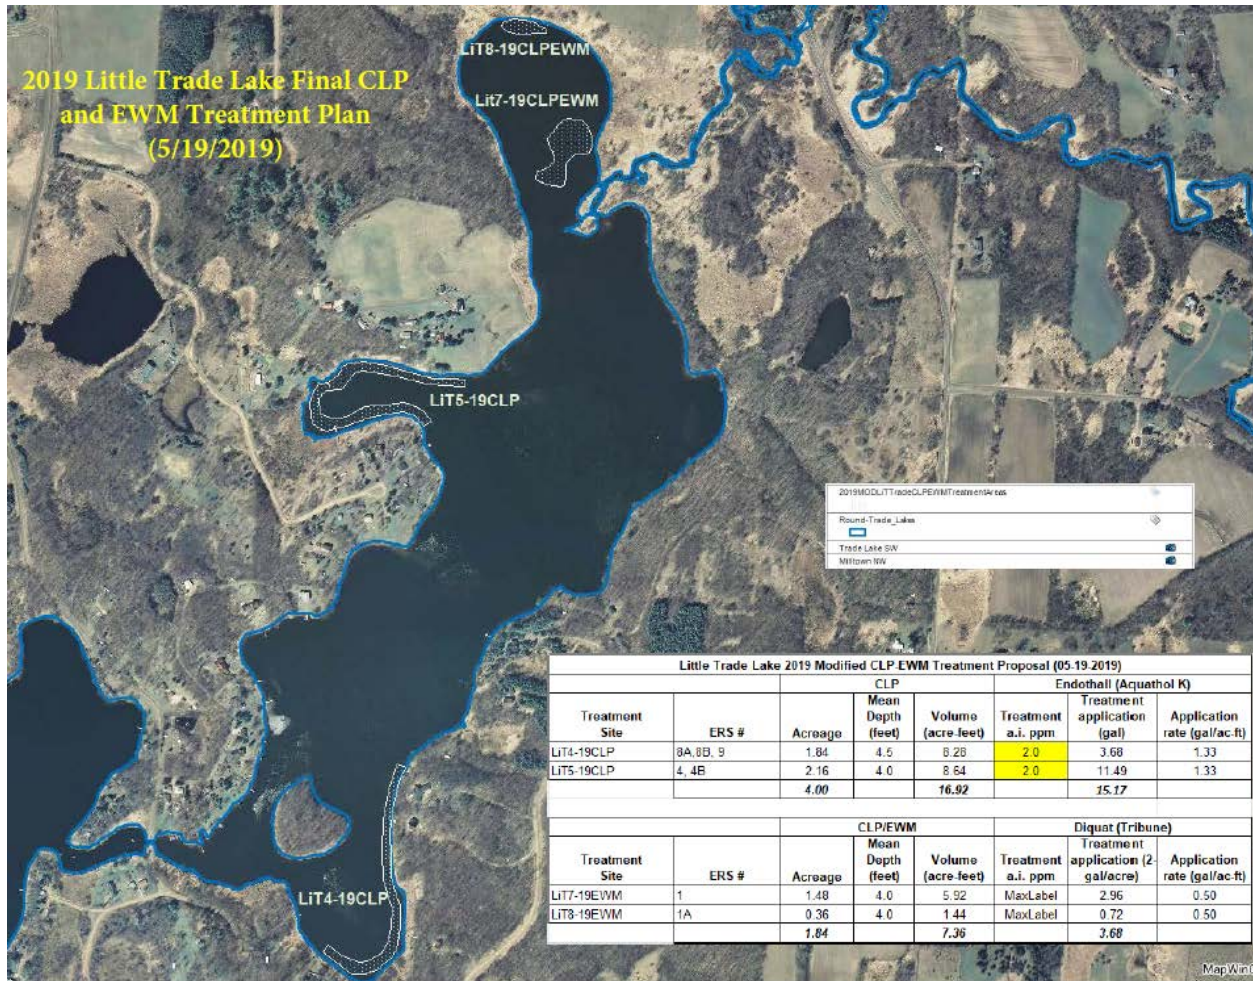 2019 Little Trade Lake Final CLP
and EWM Treatment Plan
(5/19/2019)
LiT8-19CLPEWM
Lit7-19CLPEWM
LiT5-19CLP
LiT4-19CLP
2019MODLiTTradeCLPEWMTreatmentAreas
Round-Trade_Lakes
Trade Lake SW
Milltown NW
Little Trade Lake 2019 Modified CLP-EWM Treatment Proposal (05-19-2019)
CLP Endothall (Aquathol K)
Treatment Site ERS # Acreage Mean Depth (feet) Volume (acre-feet) Treatment a.i. ppm Treatment application (gal) Application rate (gal/ac-ft)
LiT4-19CLP 8A,8B, 9 1.84 4.5 8.28 2.0 3.68 1.33
LiT5-19CLP 4, 4B 2.16 4.0 8.64 2.0 11.49 1.33
4.00 16.92 15.17
CLP/EWM Diquat (Tribune)
Treatment Site ERS # Acreage Mean Depth (feet) Volume (acre-feet) Treatment a.i. ppm Treatment application (2-gal/acre) Application rate (gal/ac-ft)
LiT7-19EWM 1 1.48 4.0 5.92 MaxLabel 2.96 0.50
LiT8-19EWM 1A 0.36 4.0 1.44 MaxLabel 0.72 0.50
1.84 7.36 3.68